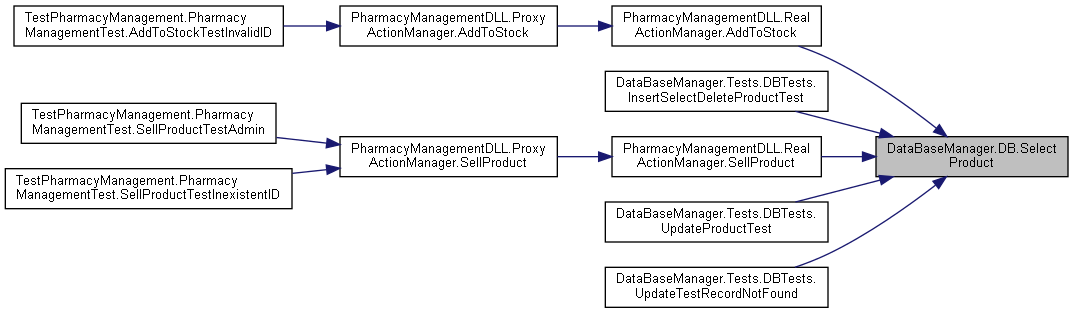 TestPharmacyManagement.Pharmacy
ManagementTest.AddToStockTestInvalidID
PharmacyManagementDLL.Proxy
ActionManager.AddToStock
PharmacyManagementDLL.Real
ActionManager.AddToStock
DataBaseManager.Tests.DBTests.
InsertSelectDeleteProductTest
TestPharmacyManagement.Pharmacy
ManagementTest.SellProductTestAdmin
PharmacyManagementDLL.Proxy
ActionManager.SellProduct
PharmacyManagementDLL.Real
ActionManager.SellProduct
DataBaseManager.DB.Select
Product
TestPharmacyManagement.Pharmacy
ManagementTest.SellProductTestInexistentID
DataBaseManager.Tests.DBTests.
UpdateProductTest
DataBaseManager.Tests.DBTests.
UpdateTestRecordNotFound